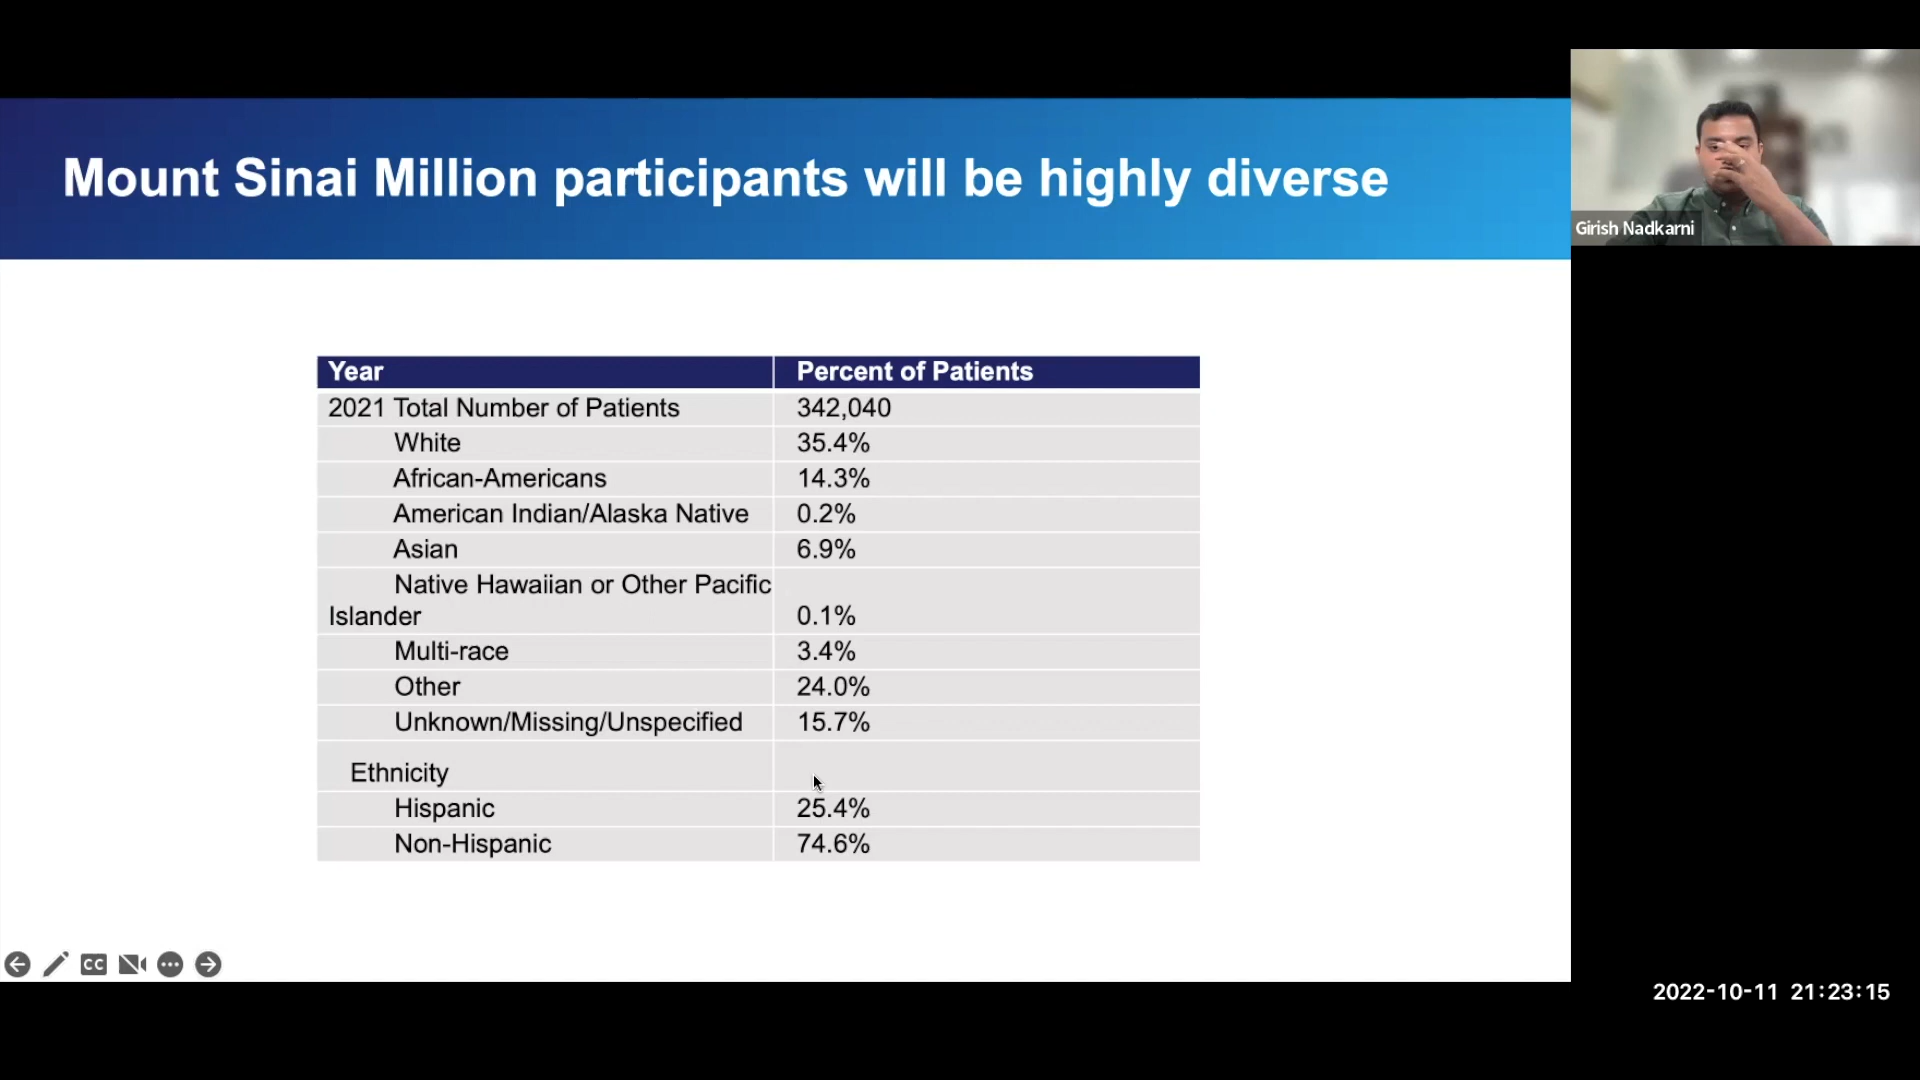 Mount Sinai Million participants will be highly diverse
Girish Nadkarni
Year Percent of Patients
2021 Total Number of Patients 342,040
White 35.4%
African-Americans 14.3%
American Indian/Alaska Native 0.2%
Asian 6.9%
Native Hawaiian or Other Pacific
Islander 0.1%
Multi-race 3.4%
Other 24.0%
Unknown/Missing/Unspecified 15.7%
Ethnicity
Hispanic 25.4%
Non-Hispanic 74.6%
CC
2022-10-11 21:23:15